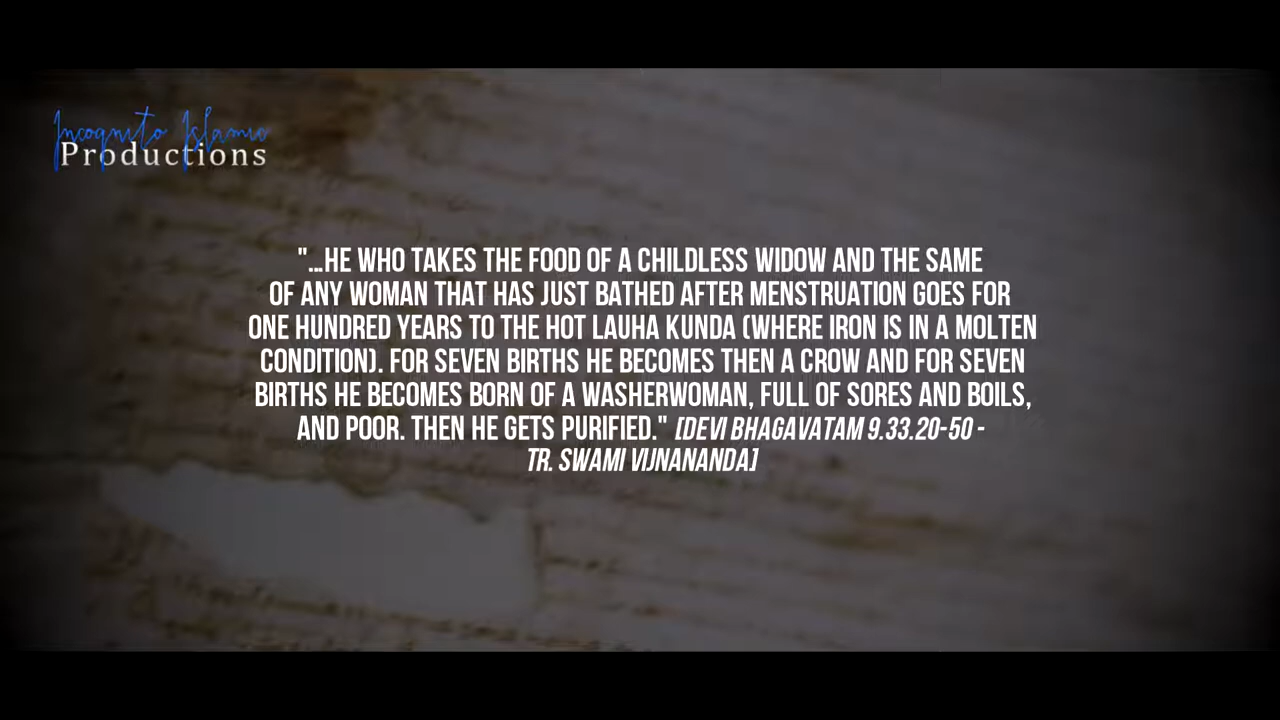 Incognito Islamic
Productions
"...HE WHO TAKES THE FOOD OF A CHILDLESS WIDOW AND THE SAME
OF ANY WOMAN THAT HAS JUST BATHED AFTER MENSTRUATION GOES FOR
ONE HUNDRED YEARS TO THE HOT LAUHA KUNDA (WHERE IRON IS IN A MOLTEN
CONDITION). FOR SEVEN BIRTHS HE BECOMES THEN A CROW AND FOR SEVEN
BIRTHS HE BECOMES BORN OF A WASHERWOMAN, FULL OF SORES AND BOILS,
AND POOR. THEN HE GETS PURIFIED." [DEVI BHAGAVATAM 9.33.20-50 -
TR. SWAMI VIJNANANDA]